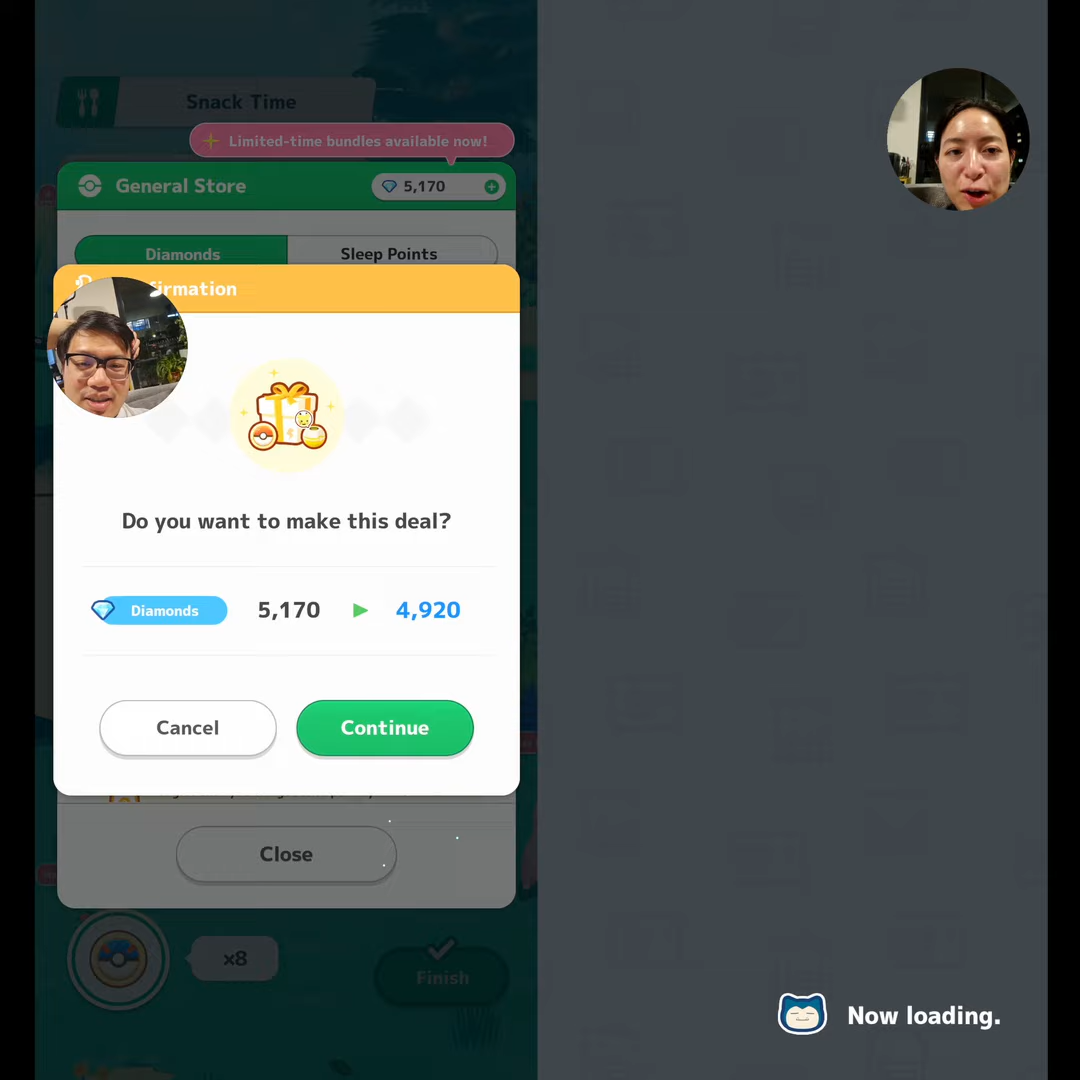 Snack Time
Limited-time bundles available now!
General Store
5,170
Diamonds
Sleep Points
firmation
Do you want to make this deal?
Diamonds
5,170
4,920
Cancel
Continue
Close
x8
Finish
Now loading.